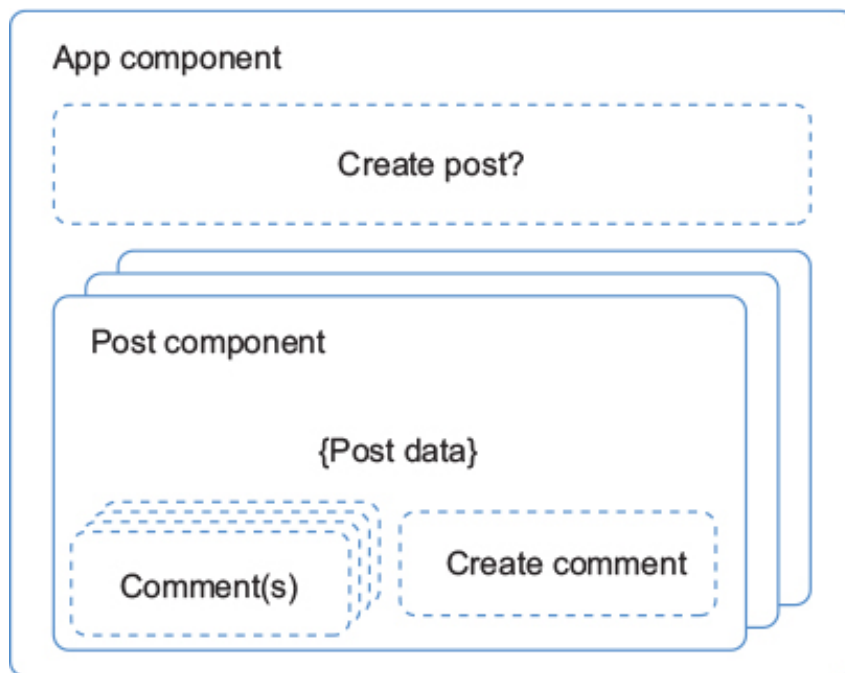 App component
Create post?
Post component
{Post data}
Comment(s)
Create comment